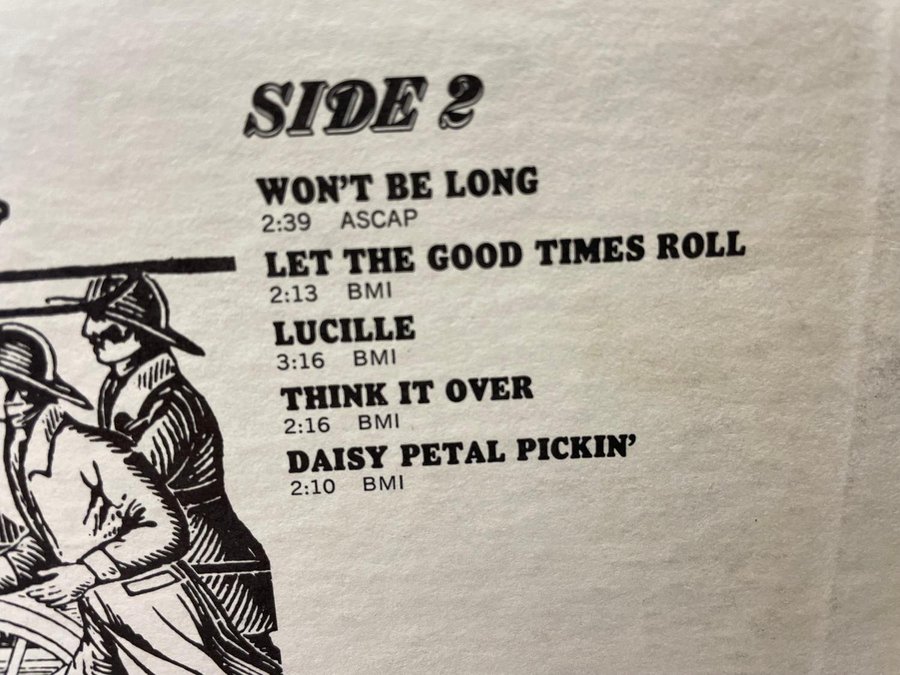 SIDE 2
WON'T BE LONG
2:39 ASCAP
LET THE GOOD TIMES ROLL
2:13 BMI
LUCILLE
3:16 BMI
THINK IT OVER
2:16 BMI
DAISY PETAL PICKIN'
2:10 BMI